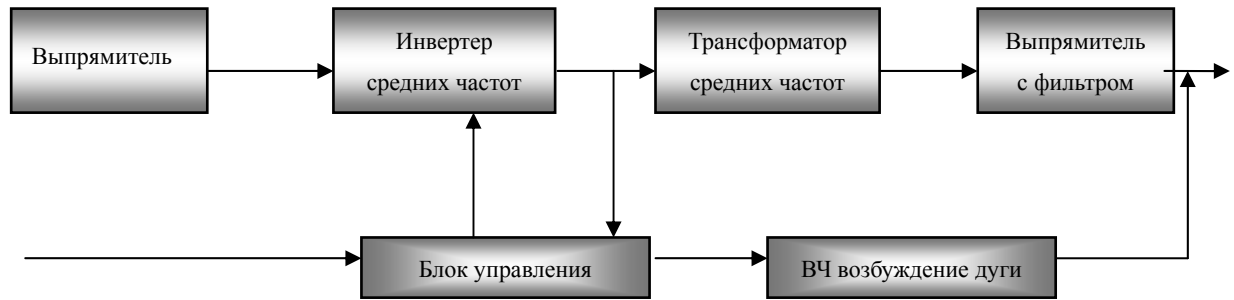 Выпрямитель
Инвертер
средних частот
Трансформатор
средних частот
Выпрямитель
с фильтром
Блок управления
ВЧ возбуждение дуги